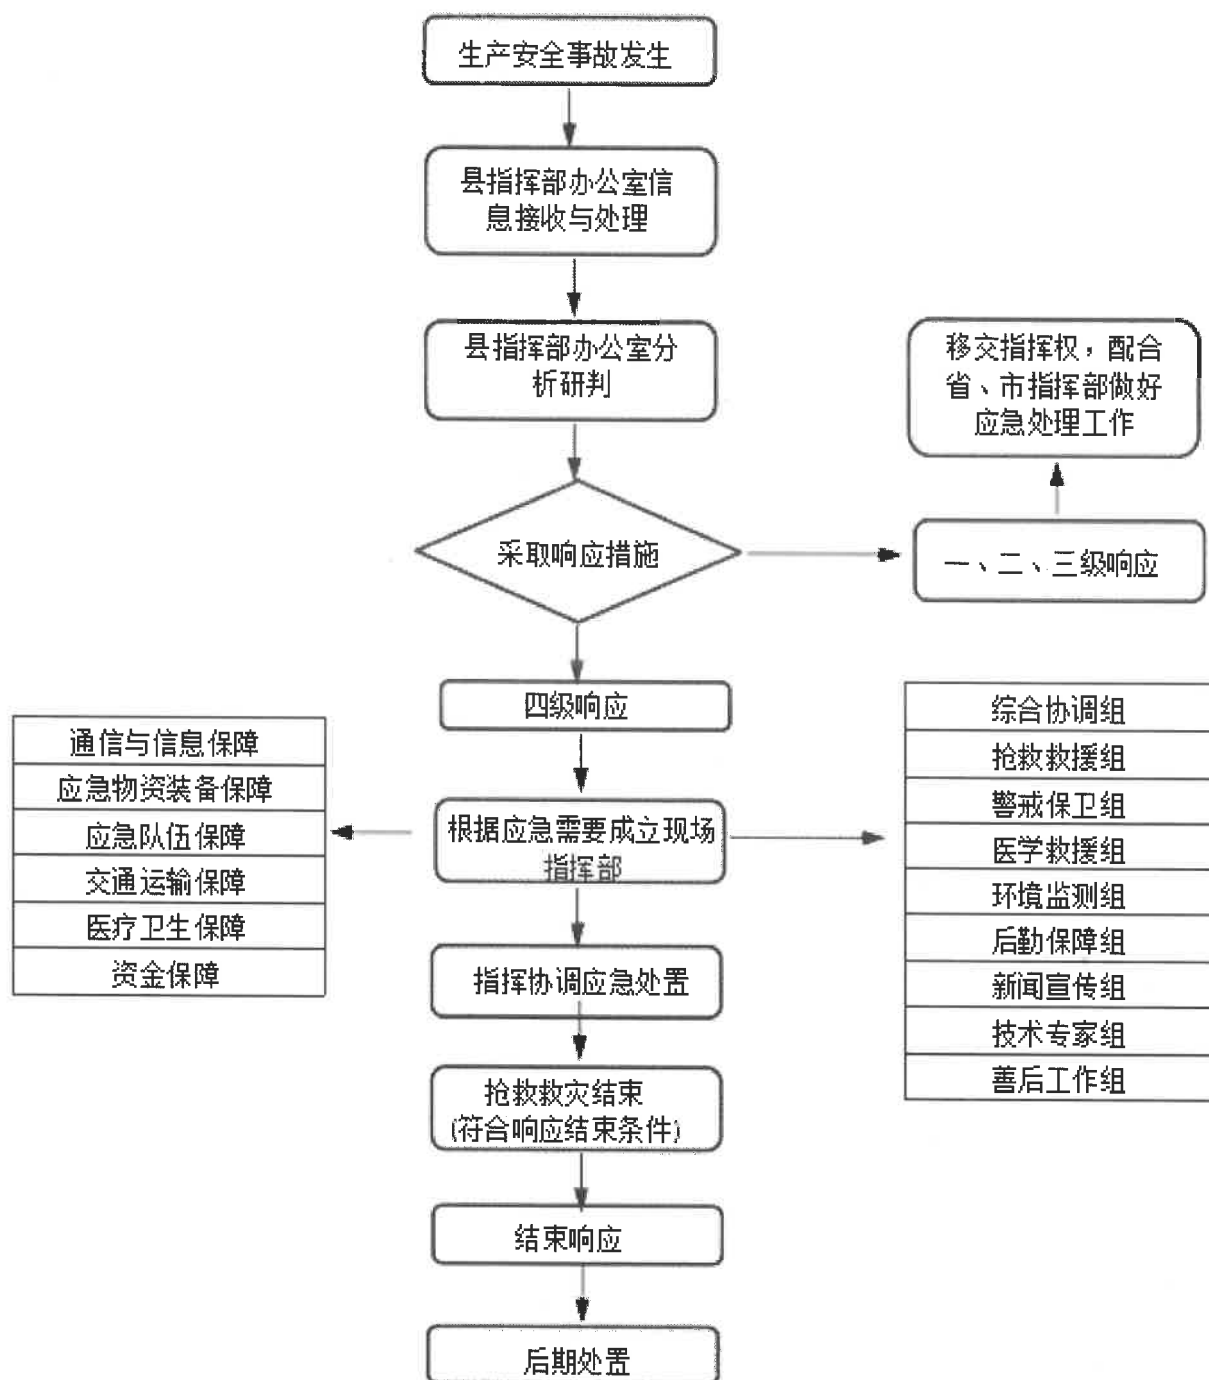 生产安全事故发生
县指挥部办公室信
息接收与处理
县指挥部办公室分
析研判
移交指挥权，配合
省、市指挥部做好
应急处理工作
采取响应措施
一、二、三级响应
四级响应
通信与信息保障
应急物资装备保障
应急队伍保障
交通运输保障
医疗卫生保障
资金保障
根据应急需要成立现场
指挥部
综合协调组
抢救救援组
警戒保卫组
医学救援组
环境监测组
后勤保障组
新闻宣传组
技术专家组
善后工作组
指挥协调应急处置
抢救救灾结束
(符合响应结束条件)
结束响应
后期处置